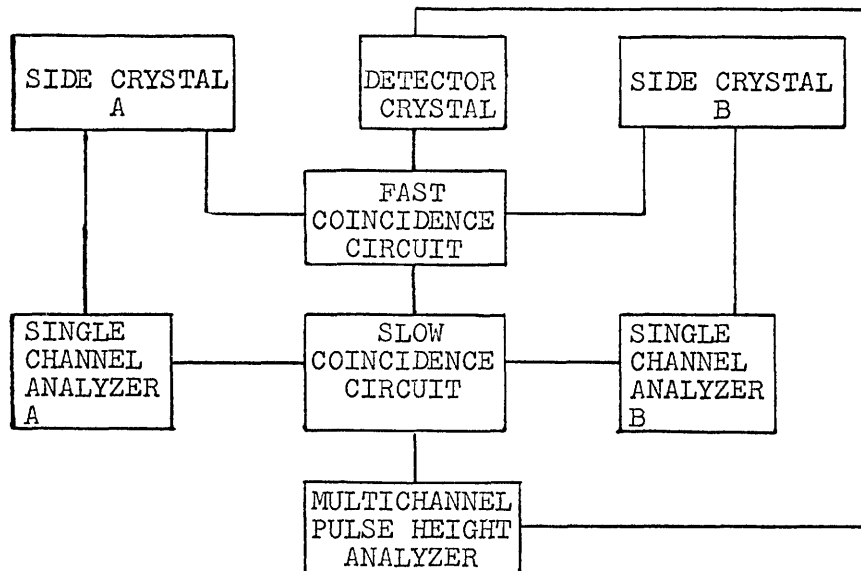 SIDE CRYSTAL
A
DETECTOR
CRYSTAL
SIDE CRYSTAL
B
FAST
COINCIDENCE
CIRCUIT
SINGLE
CHANNEL
ANALYZER
A
SLOW
COINCIDENCE
CIRCUIT
SINGLE
CHANNEL
ANALYZER
B
MULTICHANNEL
PULSE HEIGHT
ANALYZER